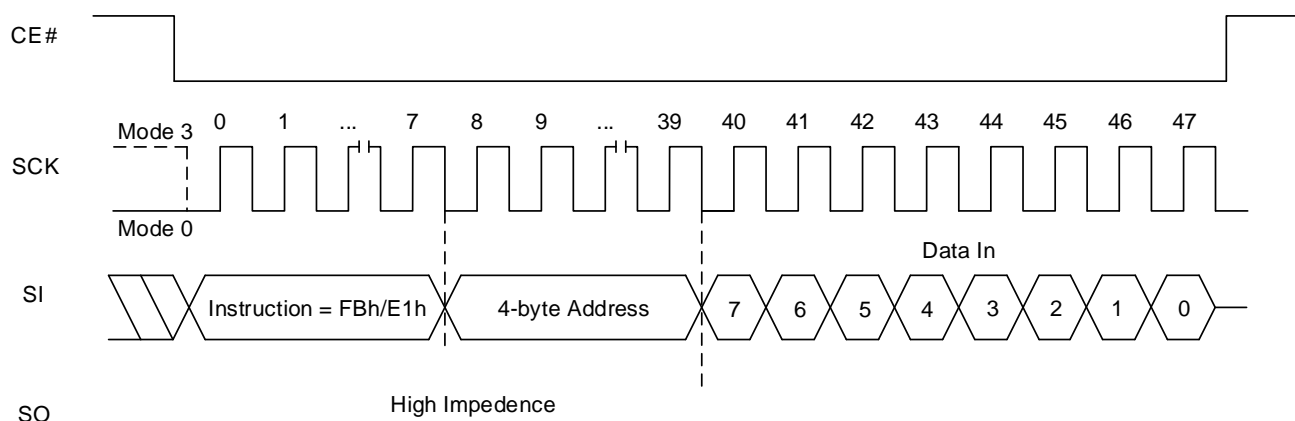 CE#
0 1 ... 7 8 9 ... 39 40 41 42 43 44 45 46 47
Mode 3
SCK
Mode 0
Data In
SI
Instruction = FBh/E1h 4-byte Address 7 6 5 4 3 2 1 0
High Impedence
SO